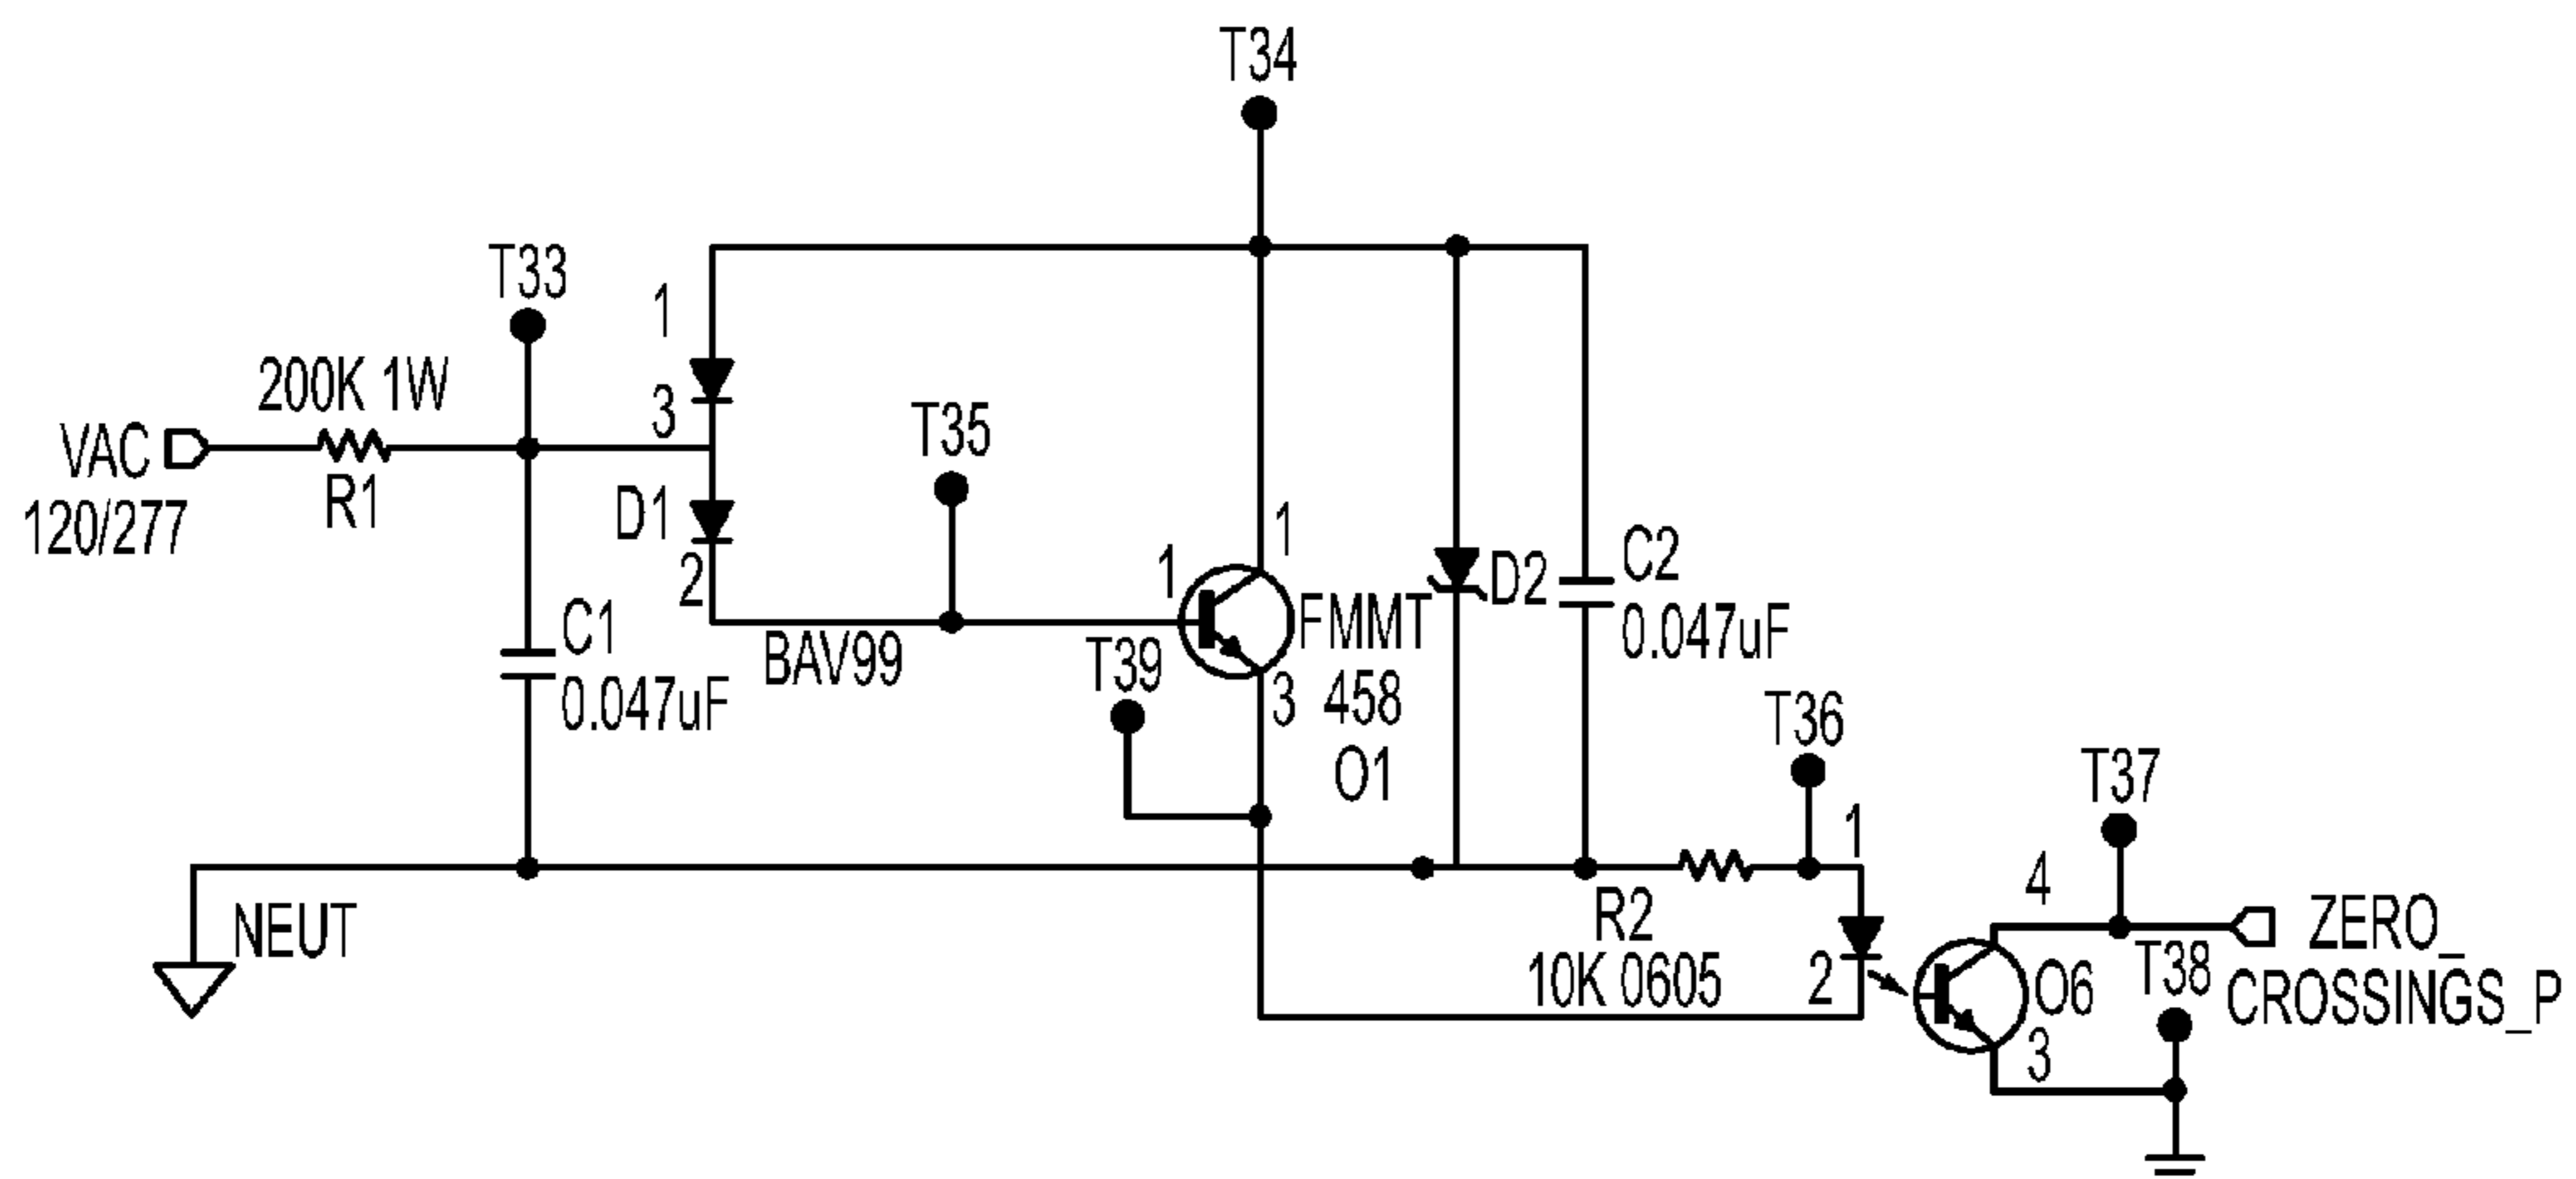 T34
T33
1
200K 1W
3
T35
VAC
120/277
R1
D1
2
BAV99
C1
0.047uF
1
1
FMMT
458
O1
T39
3
D2
C2
0.047uF
T36
1
T37
NEUT
R2
10K 0605
2
4
O6
3
T38
ZERO_
CROSSINGS_P